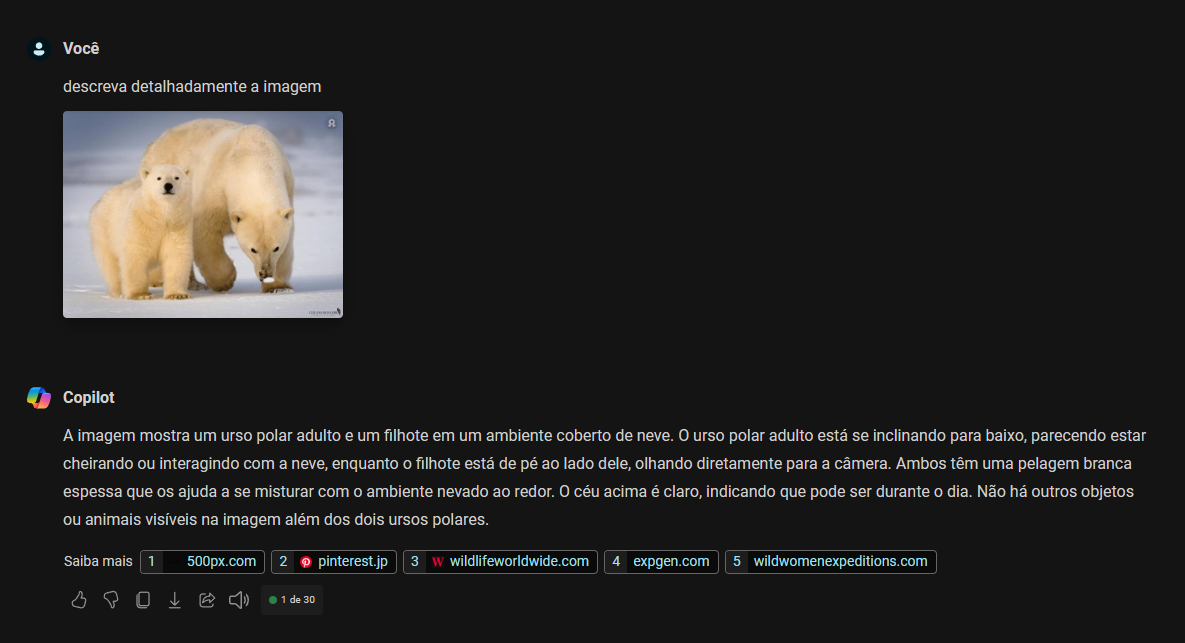 Você
descreva detalhadamente a imagem
Copilot
A imagem mostra um urso polar adulto e um filhote em um ambiente coberto de neve. O urso polar adulto está se inclinando para baixo, parecendo estar
cheirando ou interagindo com a neve, enquanto o filhote está de pé ao lado dele, olhando diretamente para a câmera. Ambos têm uma pelagem branca
espessa que os ajuda a se misturar com o ambiente nevado ao redor. O céu acima é claro, indicando que pode ser durante o dia. Não há outros objetos
ou animais visíveis na imagem além dos dois ursos polares.
Saiba mais 1 500px.com 2 pinterest.jp 3 W wildlifeworldwide.com 4 expgen.com 5 wildwomenexpeditions.com
1 de 30